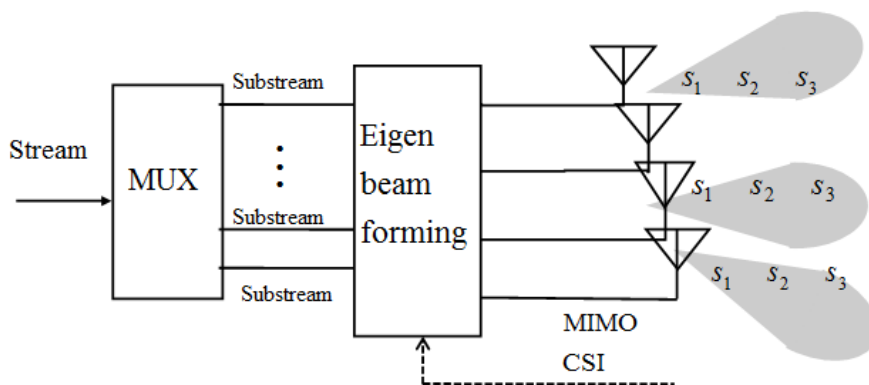 Stream
MUX
Substream
Substream
Substream
Eigen
beam
forming
s1 s2 s3
s1 s2 s3
s1 s2 s3
MIMO
CSI